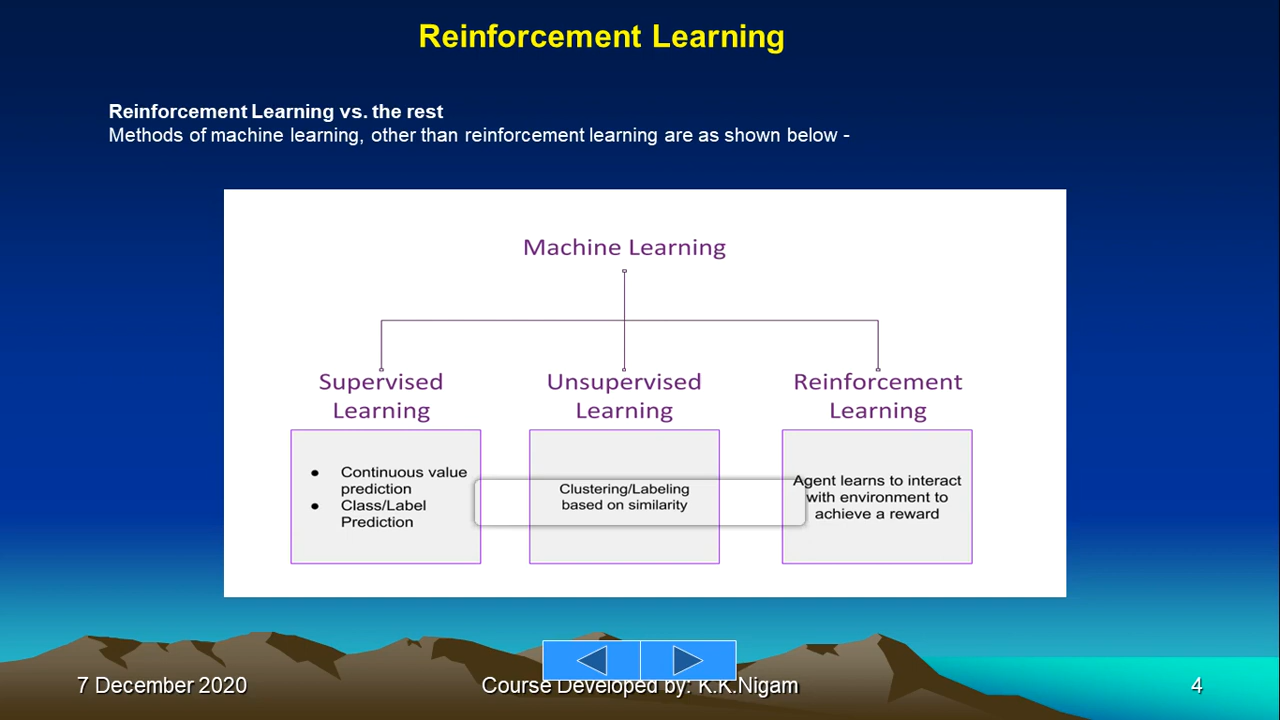 Reinforcement Learning
Reinforcement Learning vs. the rest
Methods of machine learning, other than reinforcement learning are as shown below -
Machine Learning
Supervised
Learning
Unsupervised
Learning
Reinforcement
Learning
● Continuous value
prediction
● Class/Label
Prediction
Clustering/Labeling
based on similarity
Agent learns to interact
with environment to
achieve a reward
7 December 2020
Course Developed by: K.K.Nigam
4